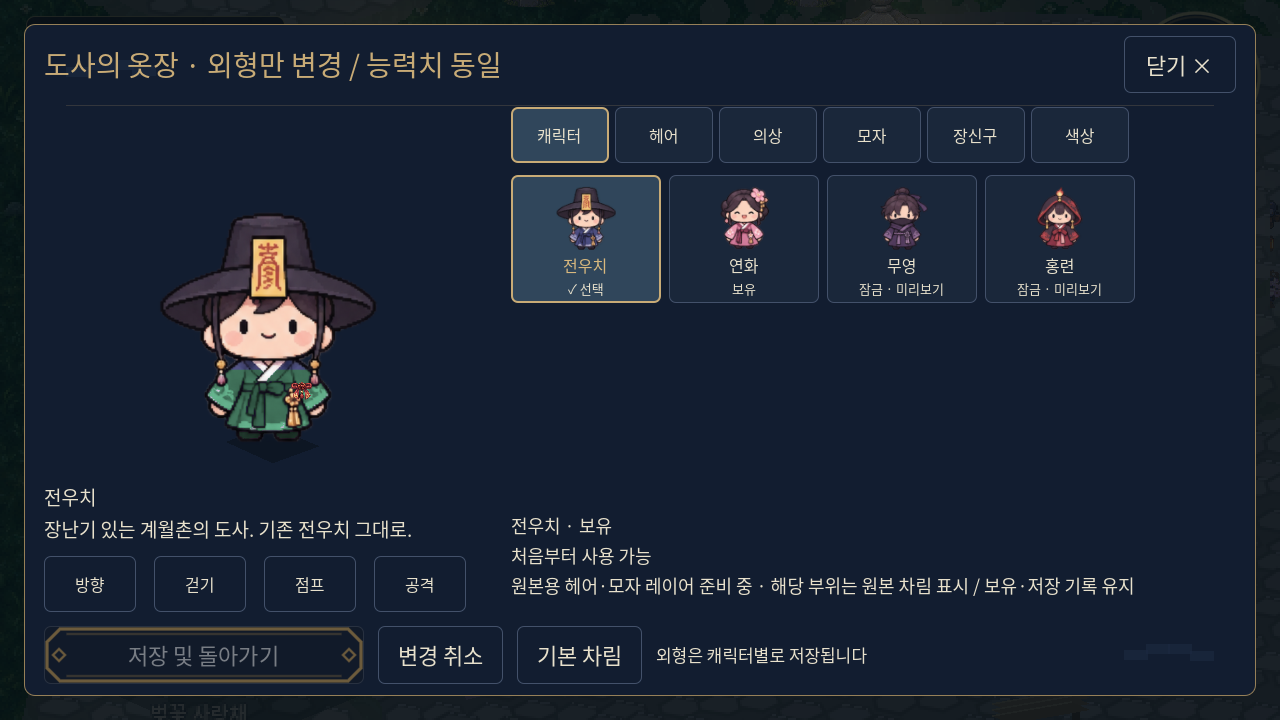 도사의 옷장 · 외형만 변경 / 능력치 동일
닫기 ×
캐릭터
헤어
의상
모자
장신구
색상
전우치
✓ 선택
연화
보유
무영
잠금 · 미리보기
홍련
잠금 · 미리보기
전우치
장난기 있는 계월촌의 도사. 기존 전우치 그대로.
방향
걷기
점프
공격
전우치 · 보유
처음부터 사용 가능
원본용 헤어·모자 레이어 준비 중 · 해당 부위는 원본 차림 표시 / 보유·저장 기록 유지
저장 및 돌아가기
변경 취소
기본 차림
외형은 캐릭터별로 저장됩니다
벚꽃 사랑채